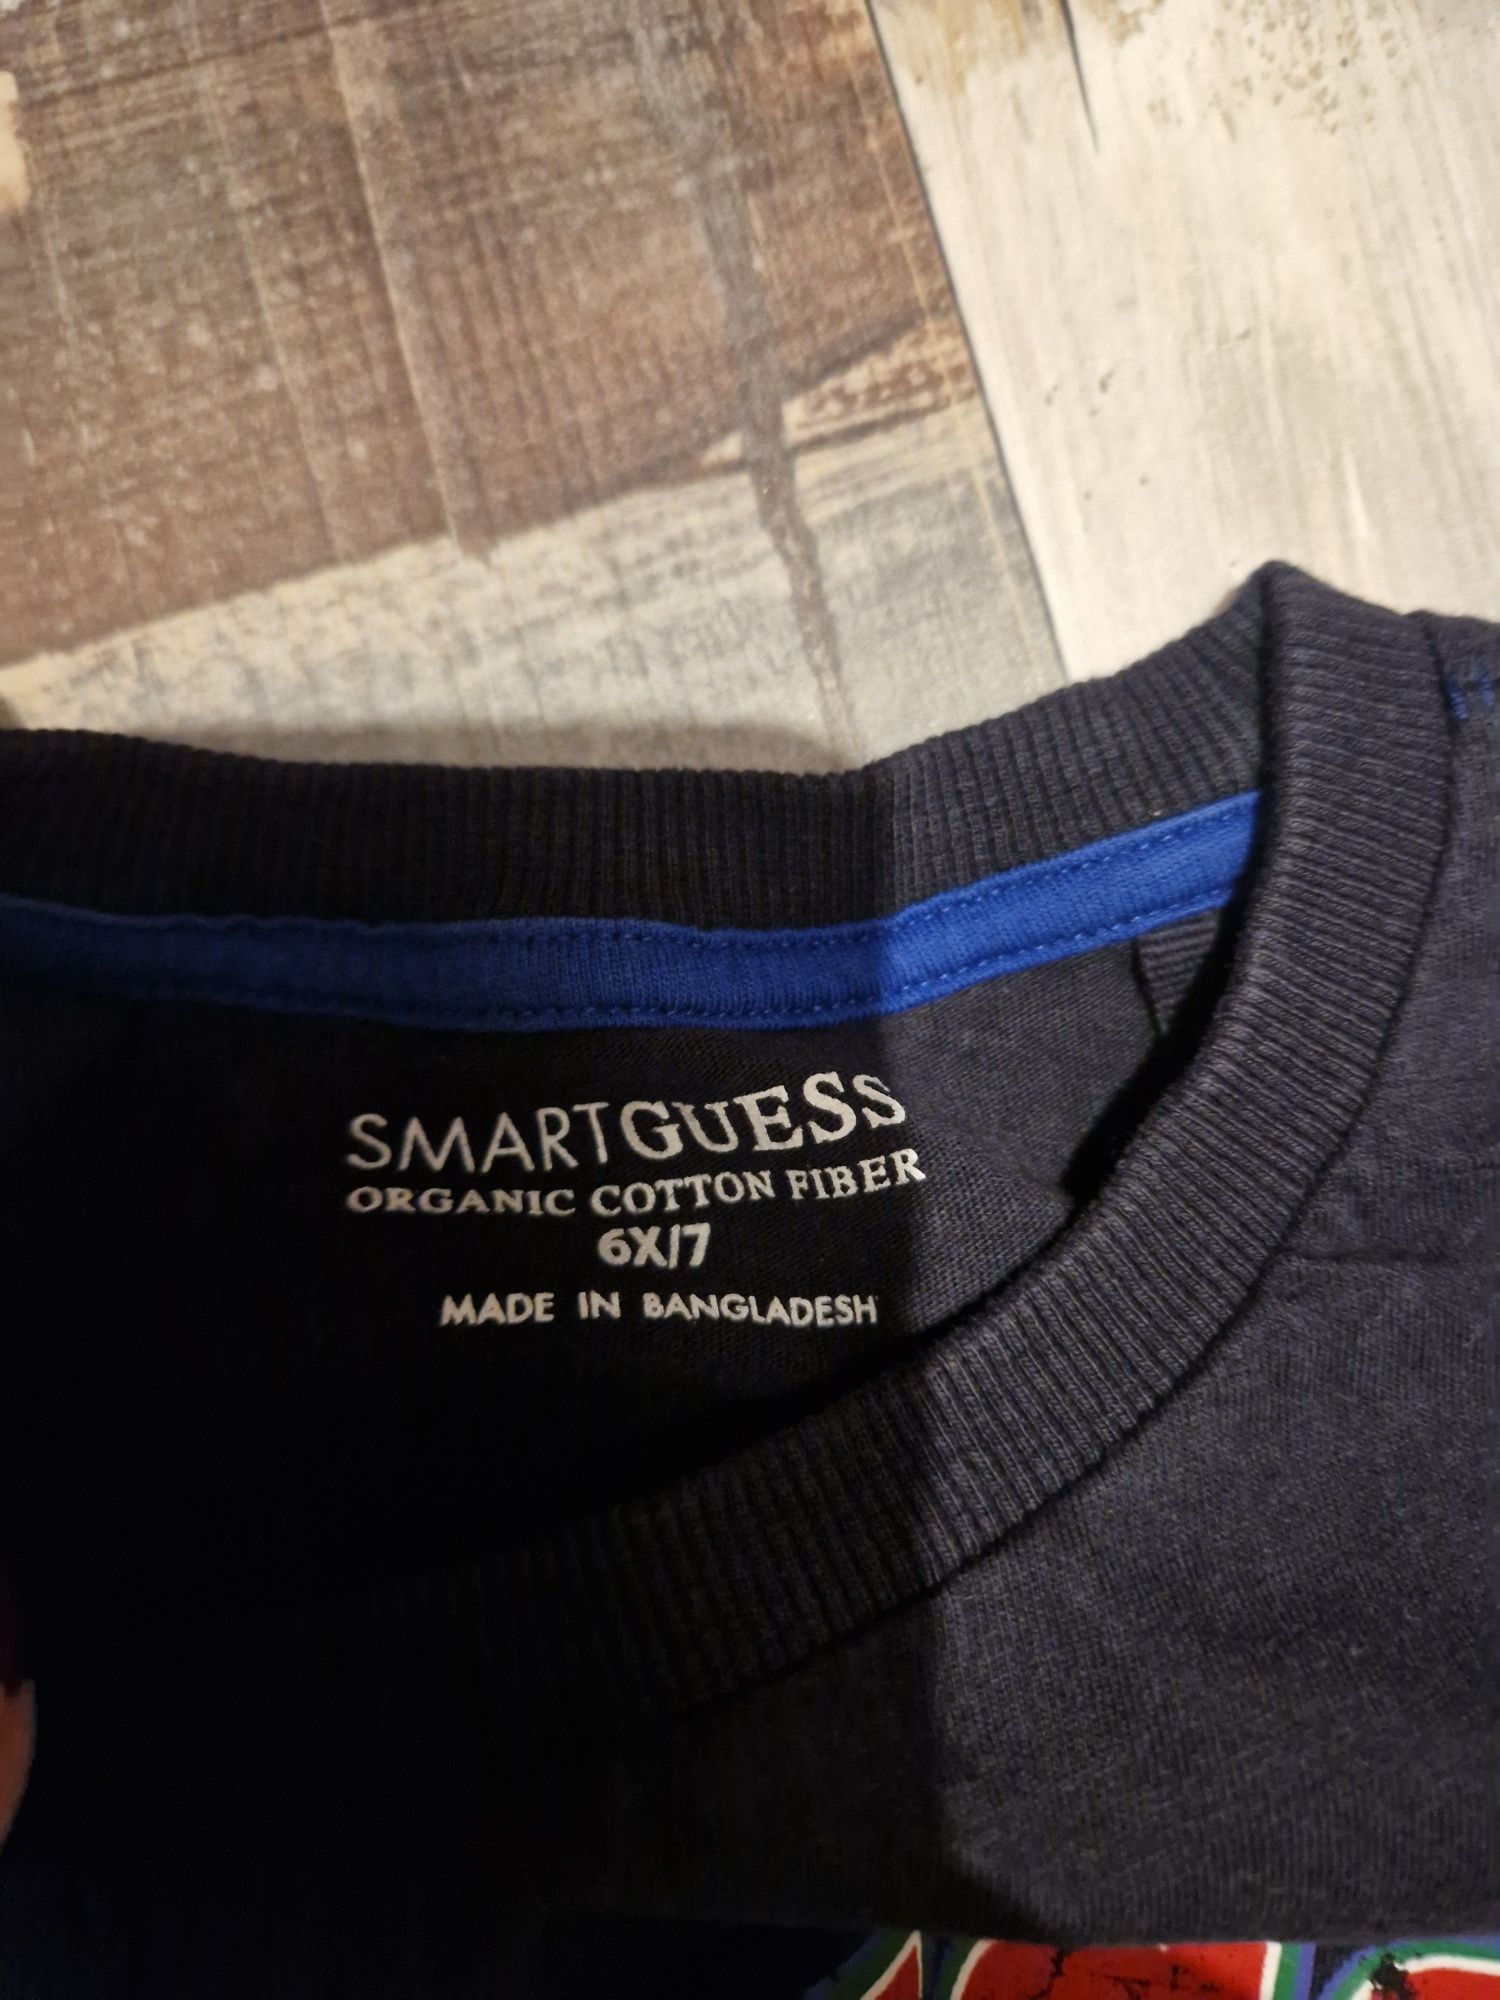 SMARTGUESS
ORGANIC COTTON FIBER
6X/7
MADE IN BANGLADESH